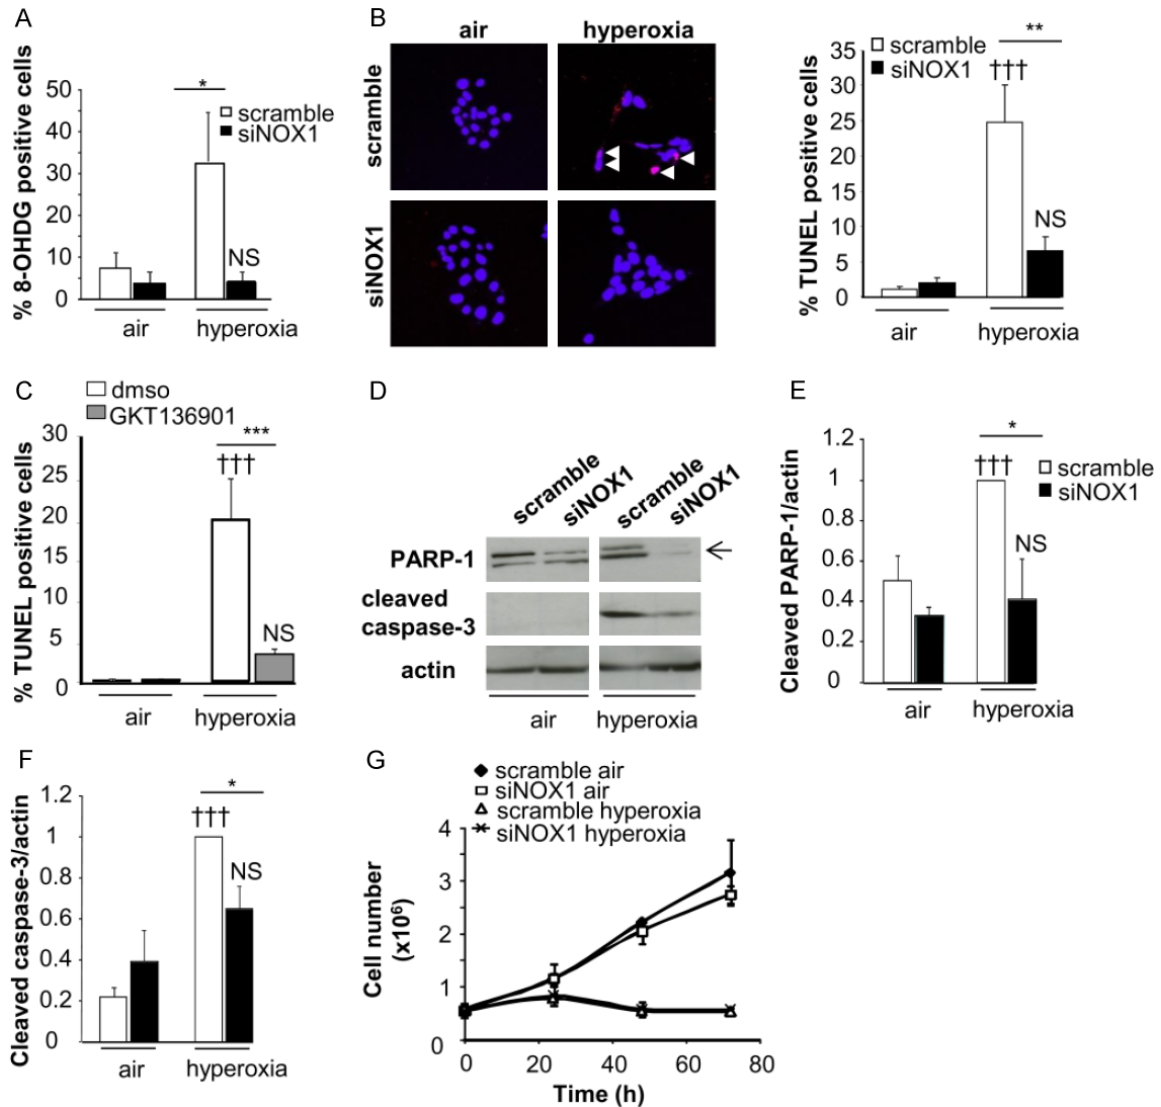 A
% 8-OHDG positive cells
50
40
30
20
10
0
*
scramble
siNOX1
NS
air
hyperoxia
B
air
hyperoxia
scramble
siNOX1
% TUNEL positive cells
35
30
25
20
15
10
5
0
scramble
siNOX1
**
†††
NS
air
hyperoxia
C
dmso
GKT136901
% TUNEL positive cells
30
25
20
15
10
5
0
***
†††
NS
air
hyperoxia
D
scramble
siNOX1
scramble
siNOX1
PARP-1
cleaved
caspase-3
actin
air
hyperoxia
E
Cleaved PARP-1/actin
1.2
1
0.8
0.6
0.4
0.2
0
*
†††
scramble
siNOX1
NS
air
hyperoxia
F
Cleaved caspase-3/actin
1.2
1
0.8
0.6
0.4
0.2
0
*
†††
NS
air
hyperoxia
G
scramble air
siNOX1 air
scramble hyperoxia
siNOX1 hyperoxia
Cell number
(x10⁶)
4
3
2
1
0
0 20 40 60 80
Time (h)